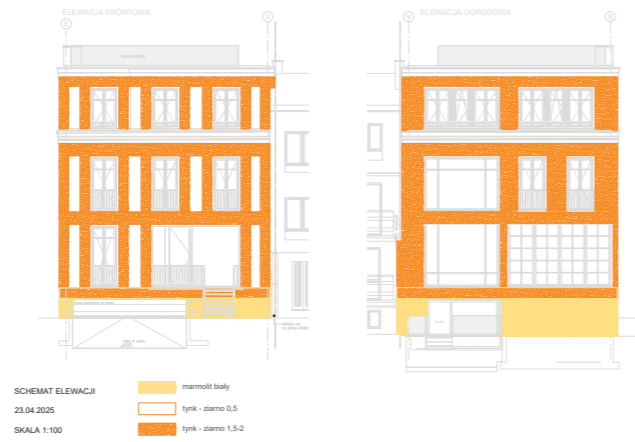 ELEWACJA FRONTOWA
ELEWACJA OGRODOWA
B
A
B
SCHEMAT ELEWACJI
23.04.2025
SKALA 1:100
marmolit biały
tynk - ziarno 0,5
tynk - ziarno 1,5-2